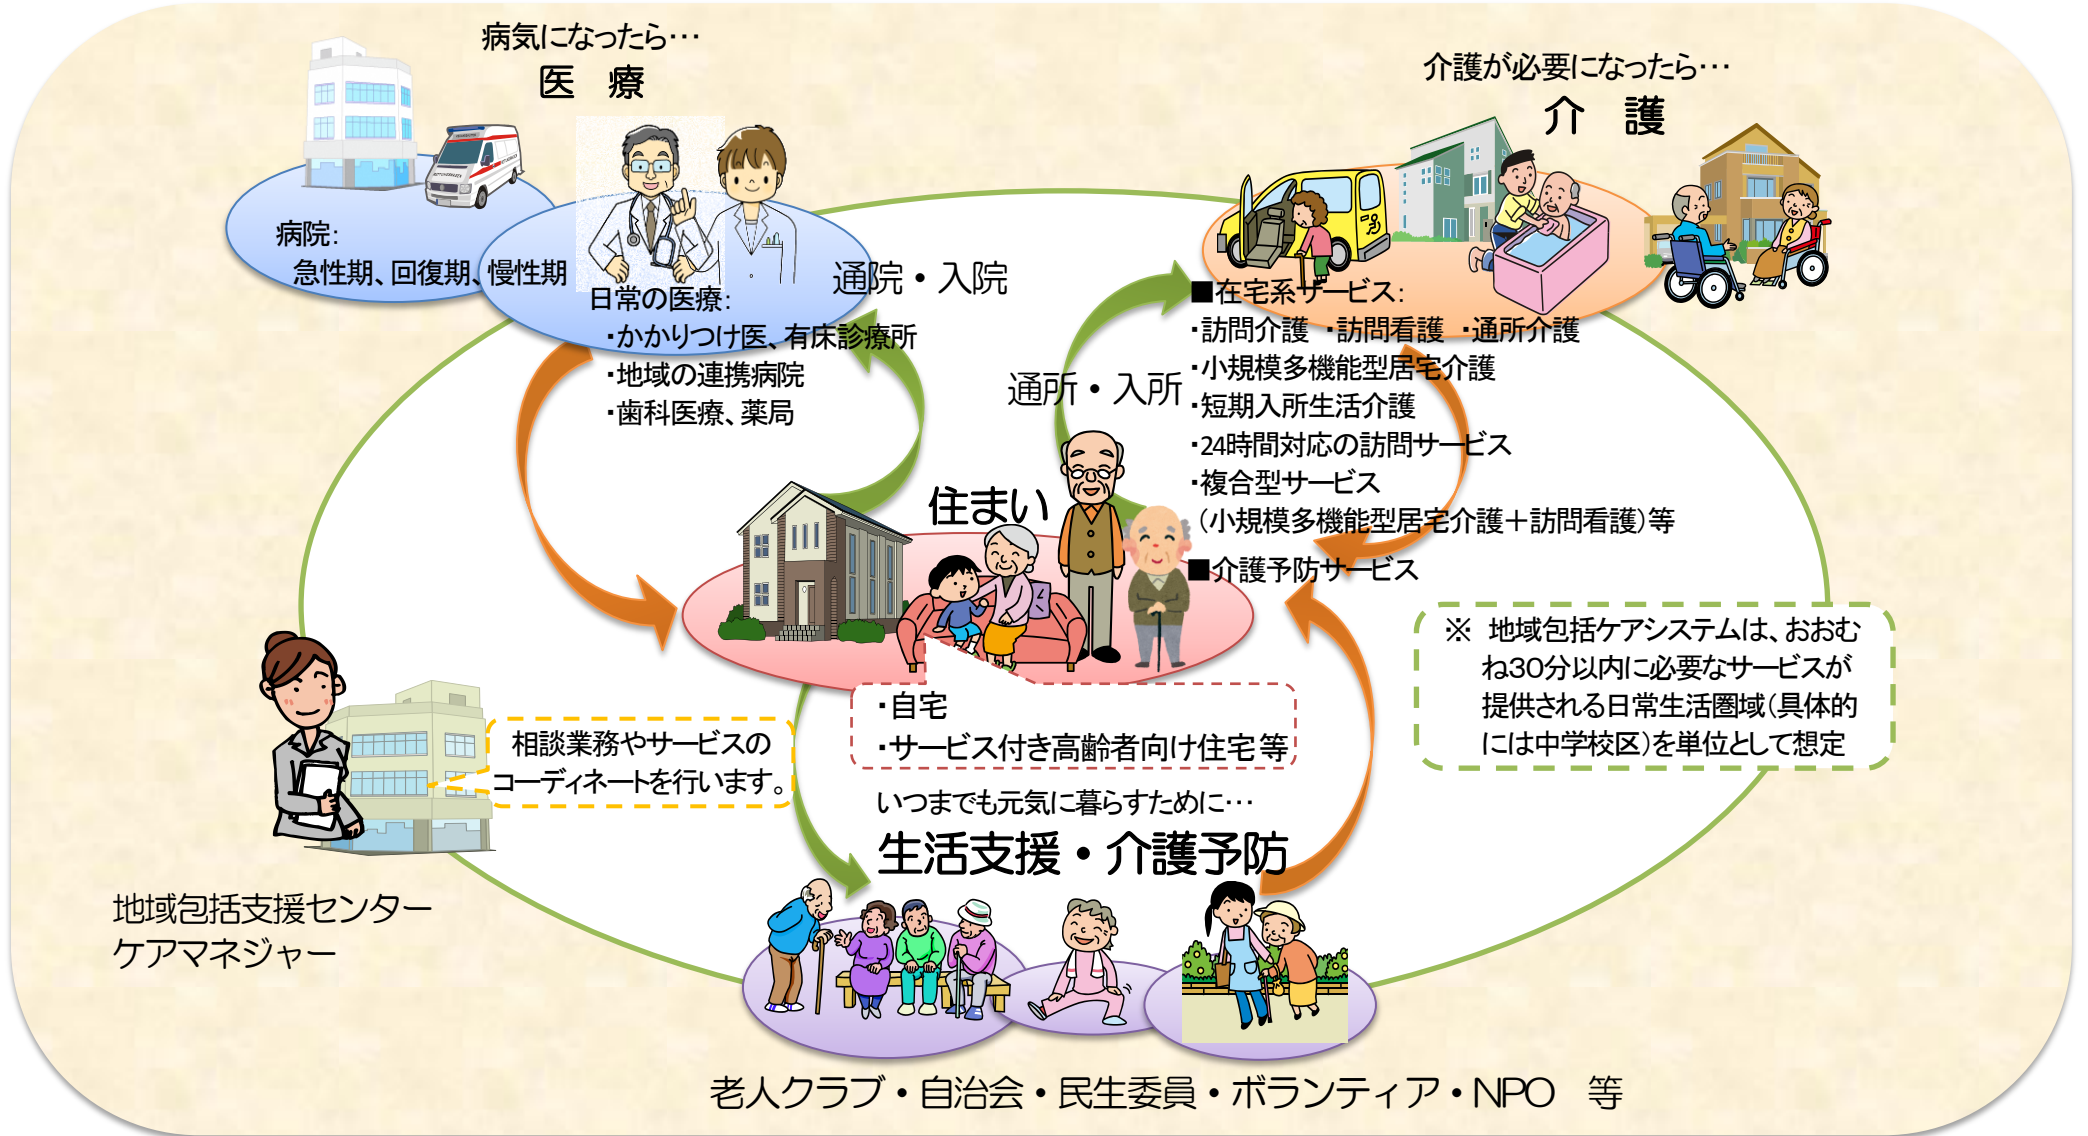 病気になったら…
医 療
病院:
急性期、回復期、慢性期
日常の医療:
・かかりつけ医、有床診療所
・地域の連携病院
・歯科医療、薬局
通院・入院
介護が必要になったら…
介 護
通所・入所
■在宅系サービス:
・訪問介護 ・訪問看護 ・通所介護
・小規模多機能型居宅介護
・短期入所生活介護
・24時間対応の訪問サービス
・複合型サービス
(小規模多機能型居宅介護+訪問看護)等
■介護予防サービス
住まい
・自宅
・サービス付き高齢者向け住宅等
※ 地域包括ケアシステムは、おおむ
ね30分以内に必要なサービスが
提供される日常生活圏域(具体的
には中学校区)を単位として想定
相談業務やサービスの
コーディネートを行います。
地域包括支援センター
ケアマネジャー
いつまでも元気に暮らすために…
生活支援・介護予防
老人クラブ・自治会・民生委員・ボランティア・NPO 等